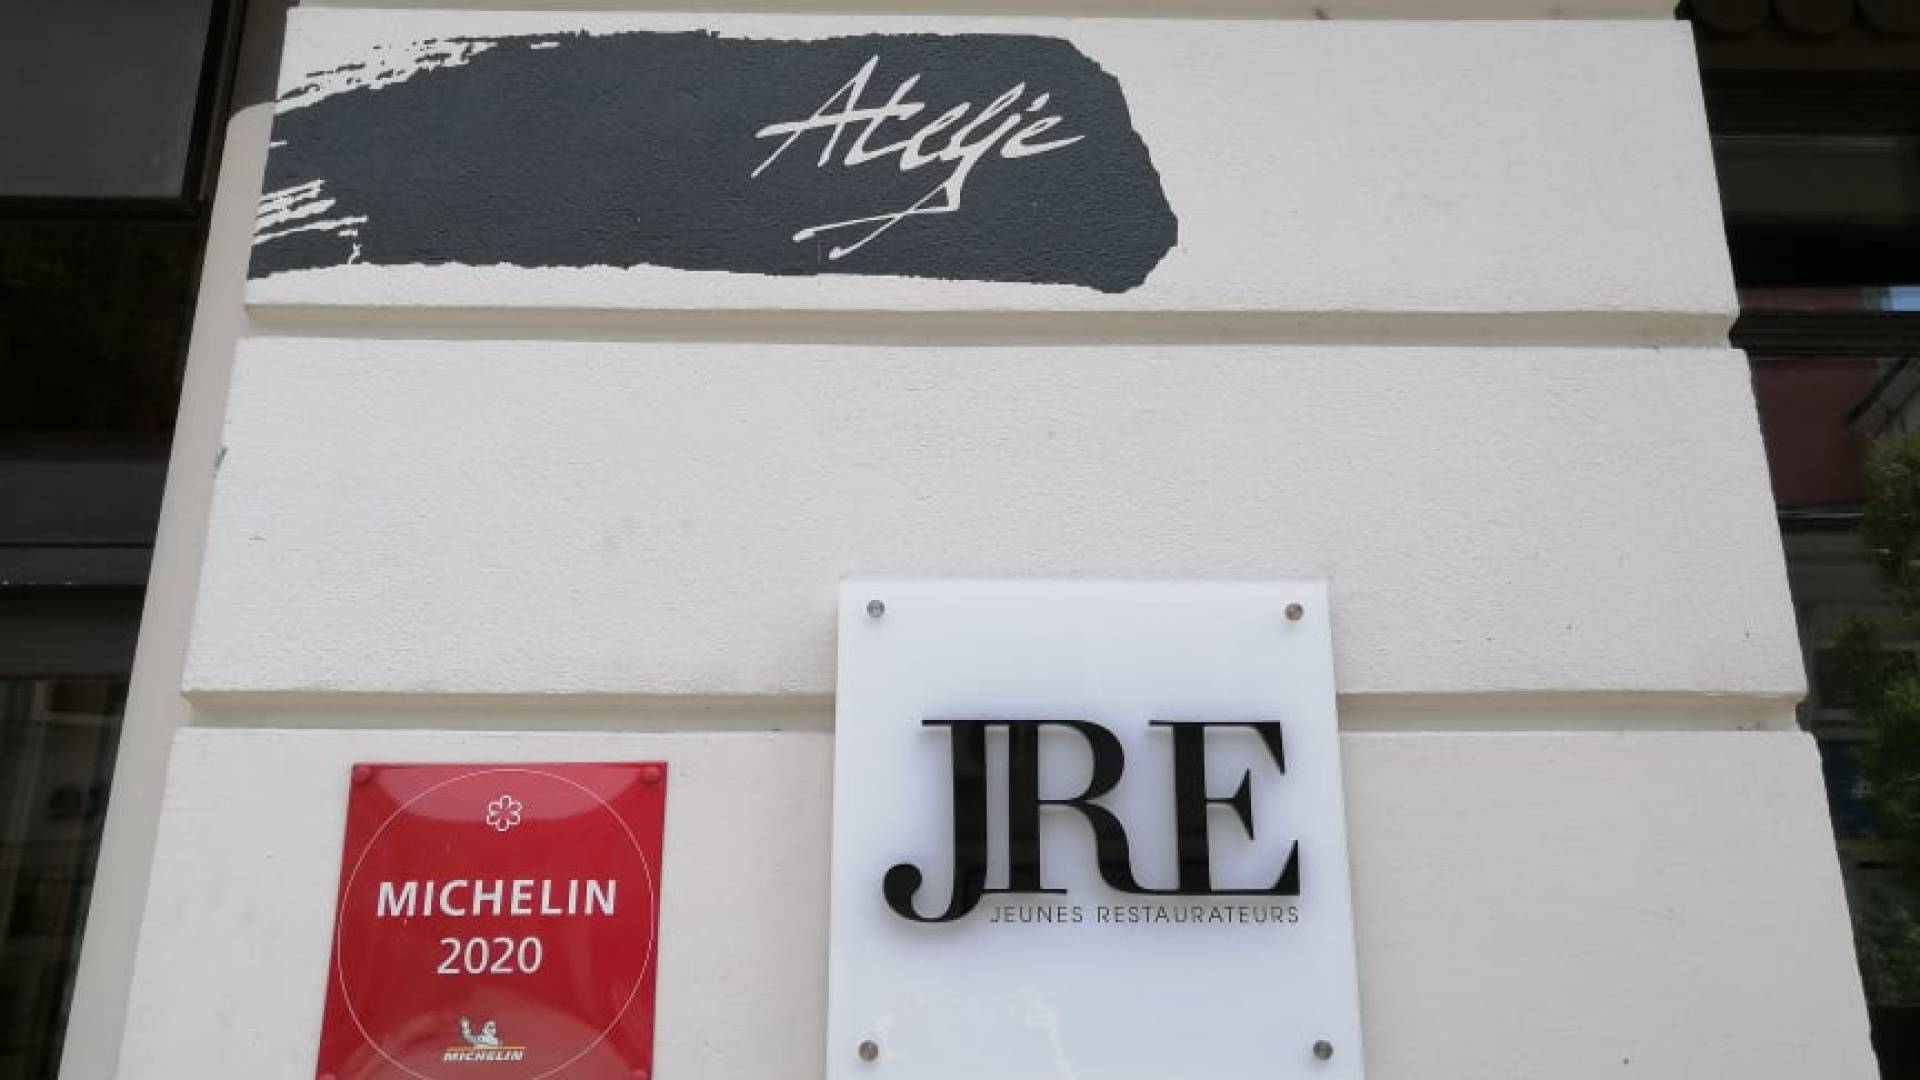 Atelje
MICHELIN
2020
MICHELIN
JRE
JEUNES RESTAURATEURS